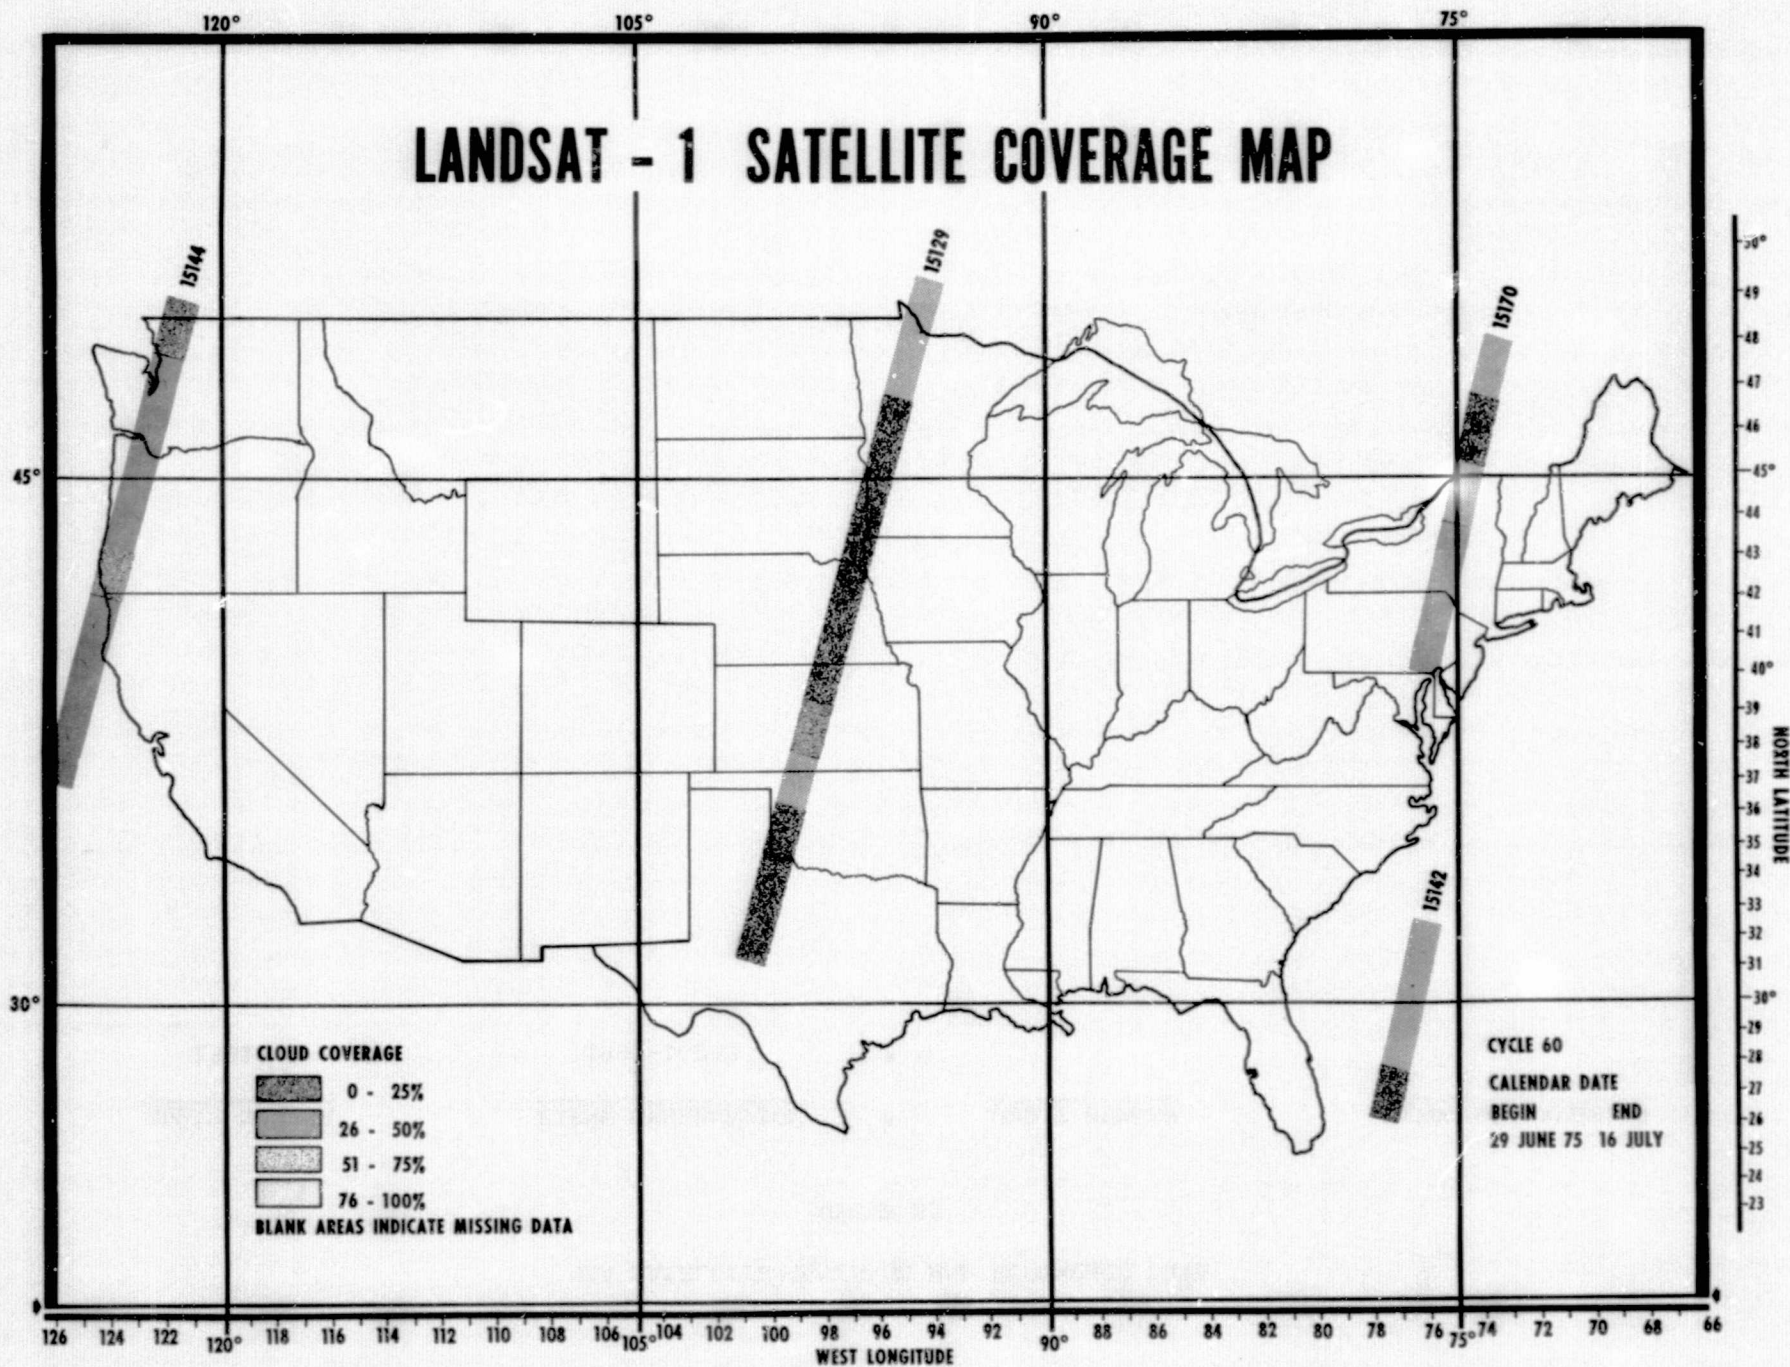 120° 105° 90° 75°
LANDSAT - 1 SATELLITE COVERAGE MAP
15144
15129
15170
15142
45°
30°
50°
49
48
47
46
45°
44
43
42
41
40°
39
38
37
36
35
34
33
32
31
30°
29
28
27
26
25
24
23
NORTH LATITUDE
CLOUD COVERAGE
0 - 25%
26 - 50%
51 - 75%
76 - 100%
BLANK AREAS INDICATE MISSING DATA
CYCLE 60
CALENDAR DATE
BEGIN END
29 JUNE 75 16 JULY
126 124 122 120° 118 116 114 112 110 108 106 105° 104 102 100 98 96 94 92 90° 88 86 84 82 80 78 76 75° 74 72 70 68 66
WEST LONGITUDE